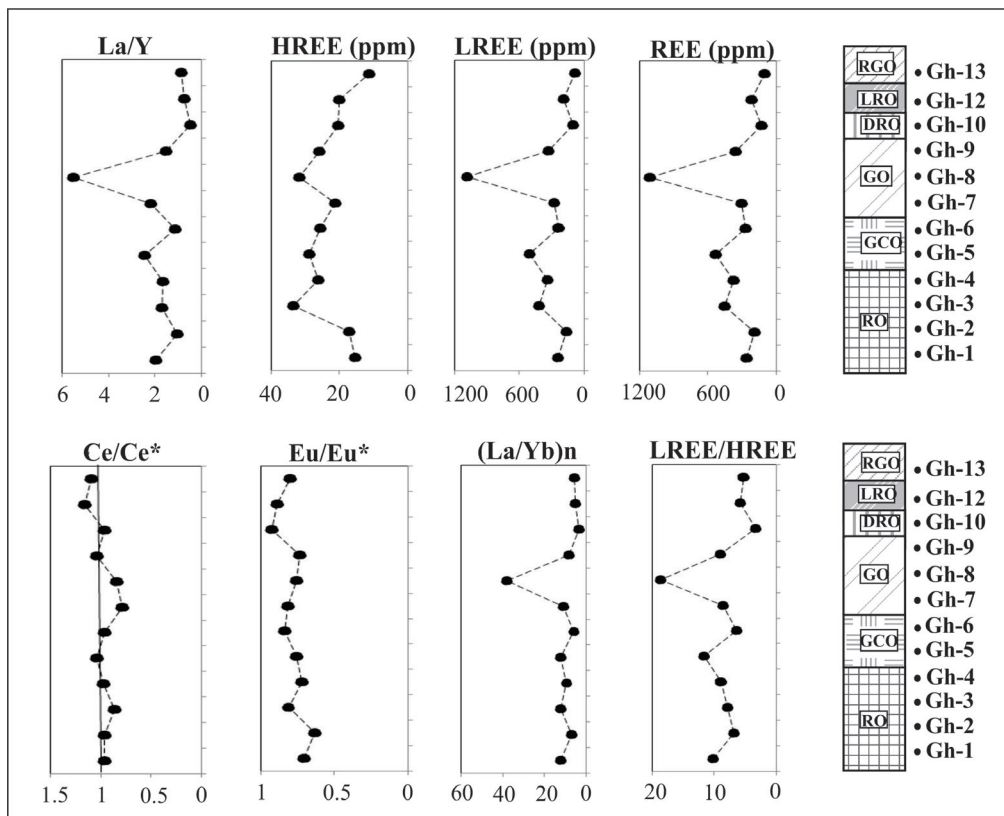 La/Y HREE (ppm) LREE (ppm) REE (ppm)
RGO • Gh-13
LRO • Gh-12
DRO • Gh-10
• Gh-9
GO • Gh-8
• Gh-7
• Gh-6
GCO • Gh-5
• Gh-4
• Gh-3
RO • Gh-2
• Gh-1
6 4 2 0 40 20 0 1200 600 0 1200 600 0
Ce/Ce* Eu/Eu* (La/Yb)n LREE/HREE
RGO • Gh-13
LRO • Gh-12
DRO • Gh-10
• Gh-9
GO • Gh-8
• Gh-7
• Gh-6
GCO • Gh-5
• Gh-4
• Gh-3
RO • Gh-2
• Gh-1
1.5 1 0.5 0 1 0.5 0 60 40 20 0 20 10 0